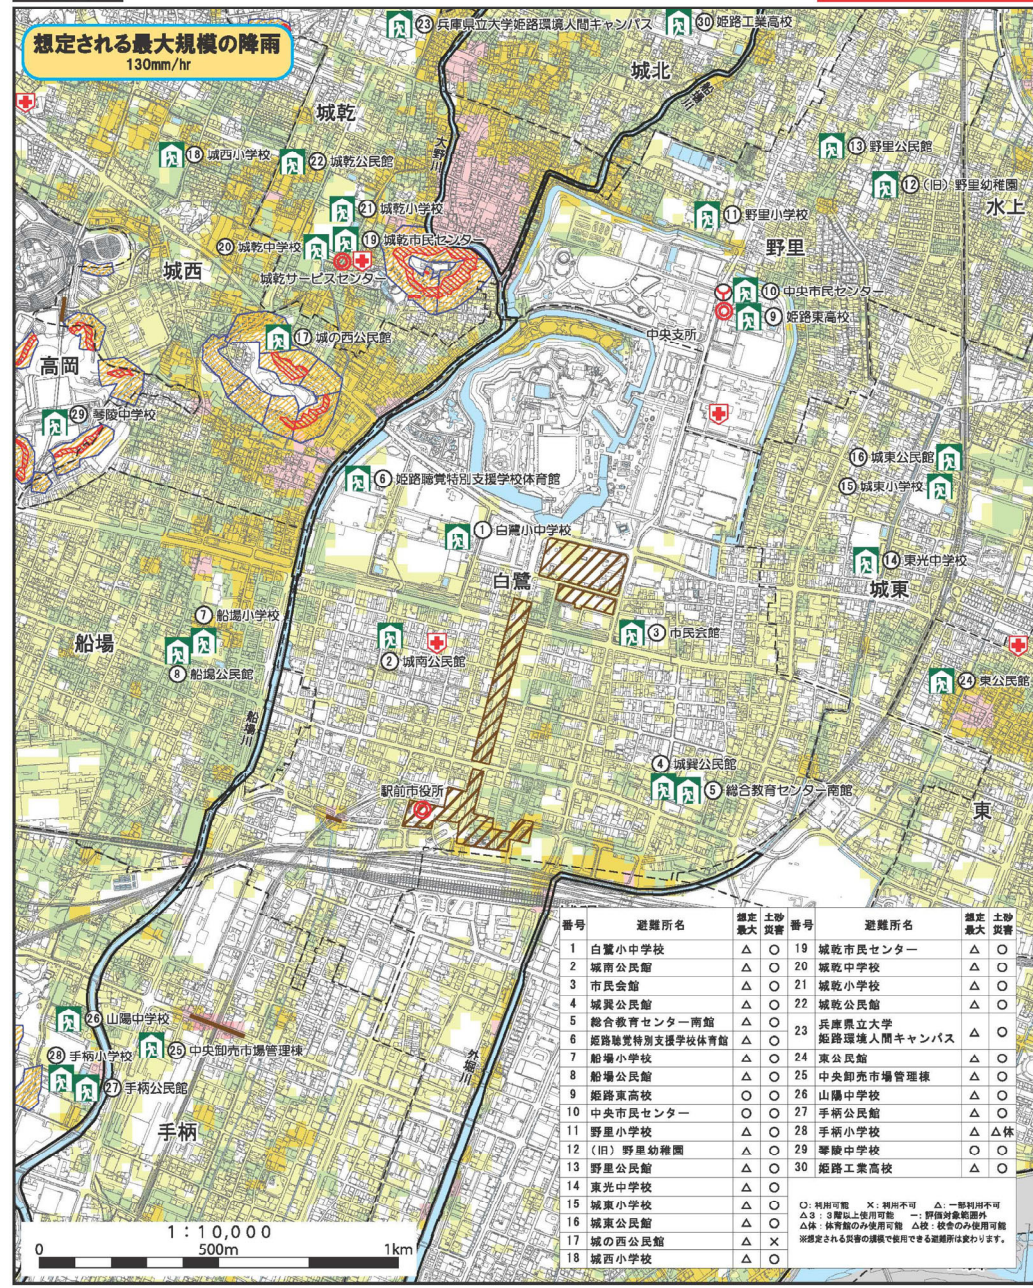 想定される最大規模の降雨
130mm/hr
㉓ 兵庫県立大学姫路環境人間キャンパス
㉚ 姫路工業高校
城北
城乾
大野川
⑬ 野里公民館
⑱ 城西小学校
㉒ 城乾公民館
⑫ (旧) 野里幼稚園
水上
㉑ 城乾小学校
⑪ 野里小学校
⑳ 城乾中学校
⑲ 城乾市民センター
城乾サービスセンター
野里
城西
⑩ 中央市民センター
⑨ 姫路東高校
中央支所
⑰ 城の西公民館
高岡
㉙ 琴陵中学校
⑯ 城東公民館
⑥ 姫路聴覚特別支援学校体育館
⑮ 城東小学校
① 白鷺小中学校
⑭ 東光中学校
白鷺
城東
⑦ 船場小学校
③ 市民会館
船場
② 城南公民館
⑧ 船場公民館
㉔ 東公民館
船場川
④ 城巽公民館
駅前市役所
⑤ 総合教育センター南館
東
㉖ 山陽中学校
㉘ 手柄小学校
㉕ 中央卸売市場管理棟
㉗ 手柄公民館
外堀川
手柄
1:10,000
0 500m 1km
番号 避難所名 想定最大 土砂災害 番号 避難所名 想定最大 土砂災害
1 白鷺小中学校 △ ○ 19 城乾市民センター △ ○
2 城南公民館 △ ○ 20 城乾中学校 △ ○
3 市民会館 △ ○ 21 城乾小学校 △ ○
4 城巽公民館 △ ○ 22 城乾公民館 △ ○
5 総合教育センター南館 △ ○ 23 兵庫県立大学
6 姫路聴覚特別支援学校体育館 △ ○ 姫路環境人間キャンパス △ ○
7 船場小学校 △ ○ 24 東公民館 △ ○
8 船場公民館 △ ○ 25 中央卸売市場管理棟 △ ○
9 姫路東高校 ○ ○ 26 山陽中学校 △ ○
10 中央市民センター ○ ○ 27 手柄公民館 △ ○
11 野里小学校 △ ○ 28 手柄小学校 △ △体
12 (旧)野里幼稚園 △ ○ 29 琴陵中学校 ○ ○
13 野里公民館 △ ○ 30 姫路工業高校 △ ○
14 東光中学校 △ ○
15 城東小学校 △ ○
16 城東公民館 △ ○
17 城の西公民館 △ ×
18 城西小学校 △ ○
○:利用可能 ×:利用不可 △:一部利用不可
△3:3階以上使用可能 ー:評価対象範囲外
△体:体育館のみ使用可能 △校:校舎のみ使用可能
※想定される災害の規模で使用できる避難所は変わります。